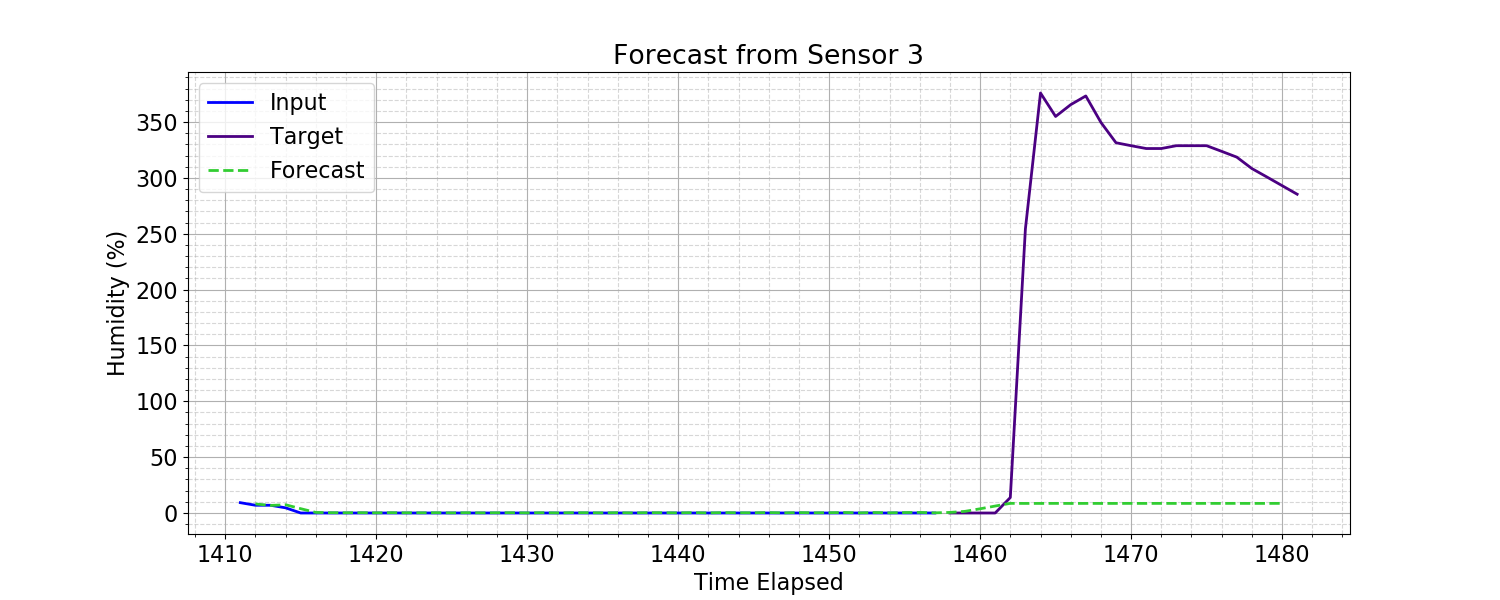 Forecast from Sensor 3
Input
Target
Forecast
Humidity (%)
350
300
250
200
150
100
50
0
1410 1420 1430 1440 1450 1460 1470 1480
Time Elapsed